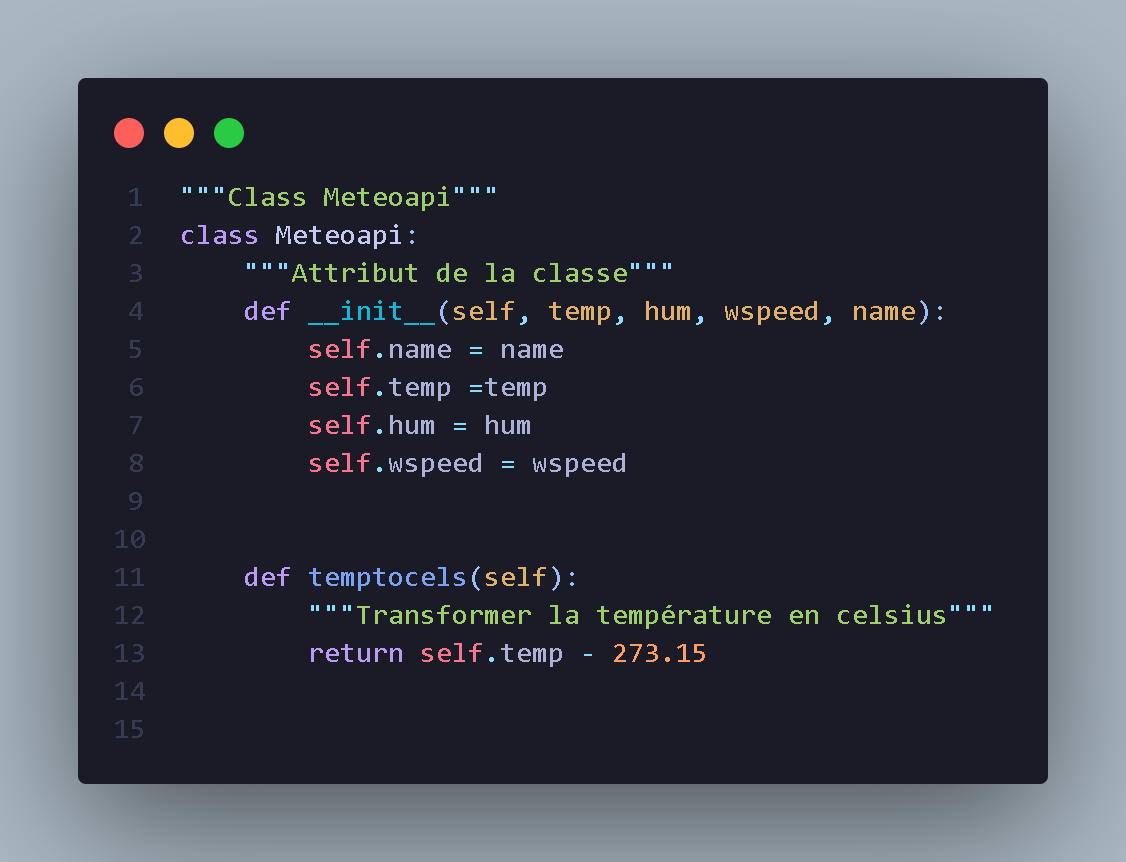 1 """Class Meteoapi"""
2 class Meteoapi:
3     """Attribut de la classe"""
4     def __init__(self, temp, hum, wspeed, name):
5         self.name = name
6         self.temp =temp
7         self.hum = hum
8         self.wspeed = wspeed
9
10
11     def temptocels(self):
12         """Transformer la température en celsius"""
13         return self.temp - 273.15
14
15